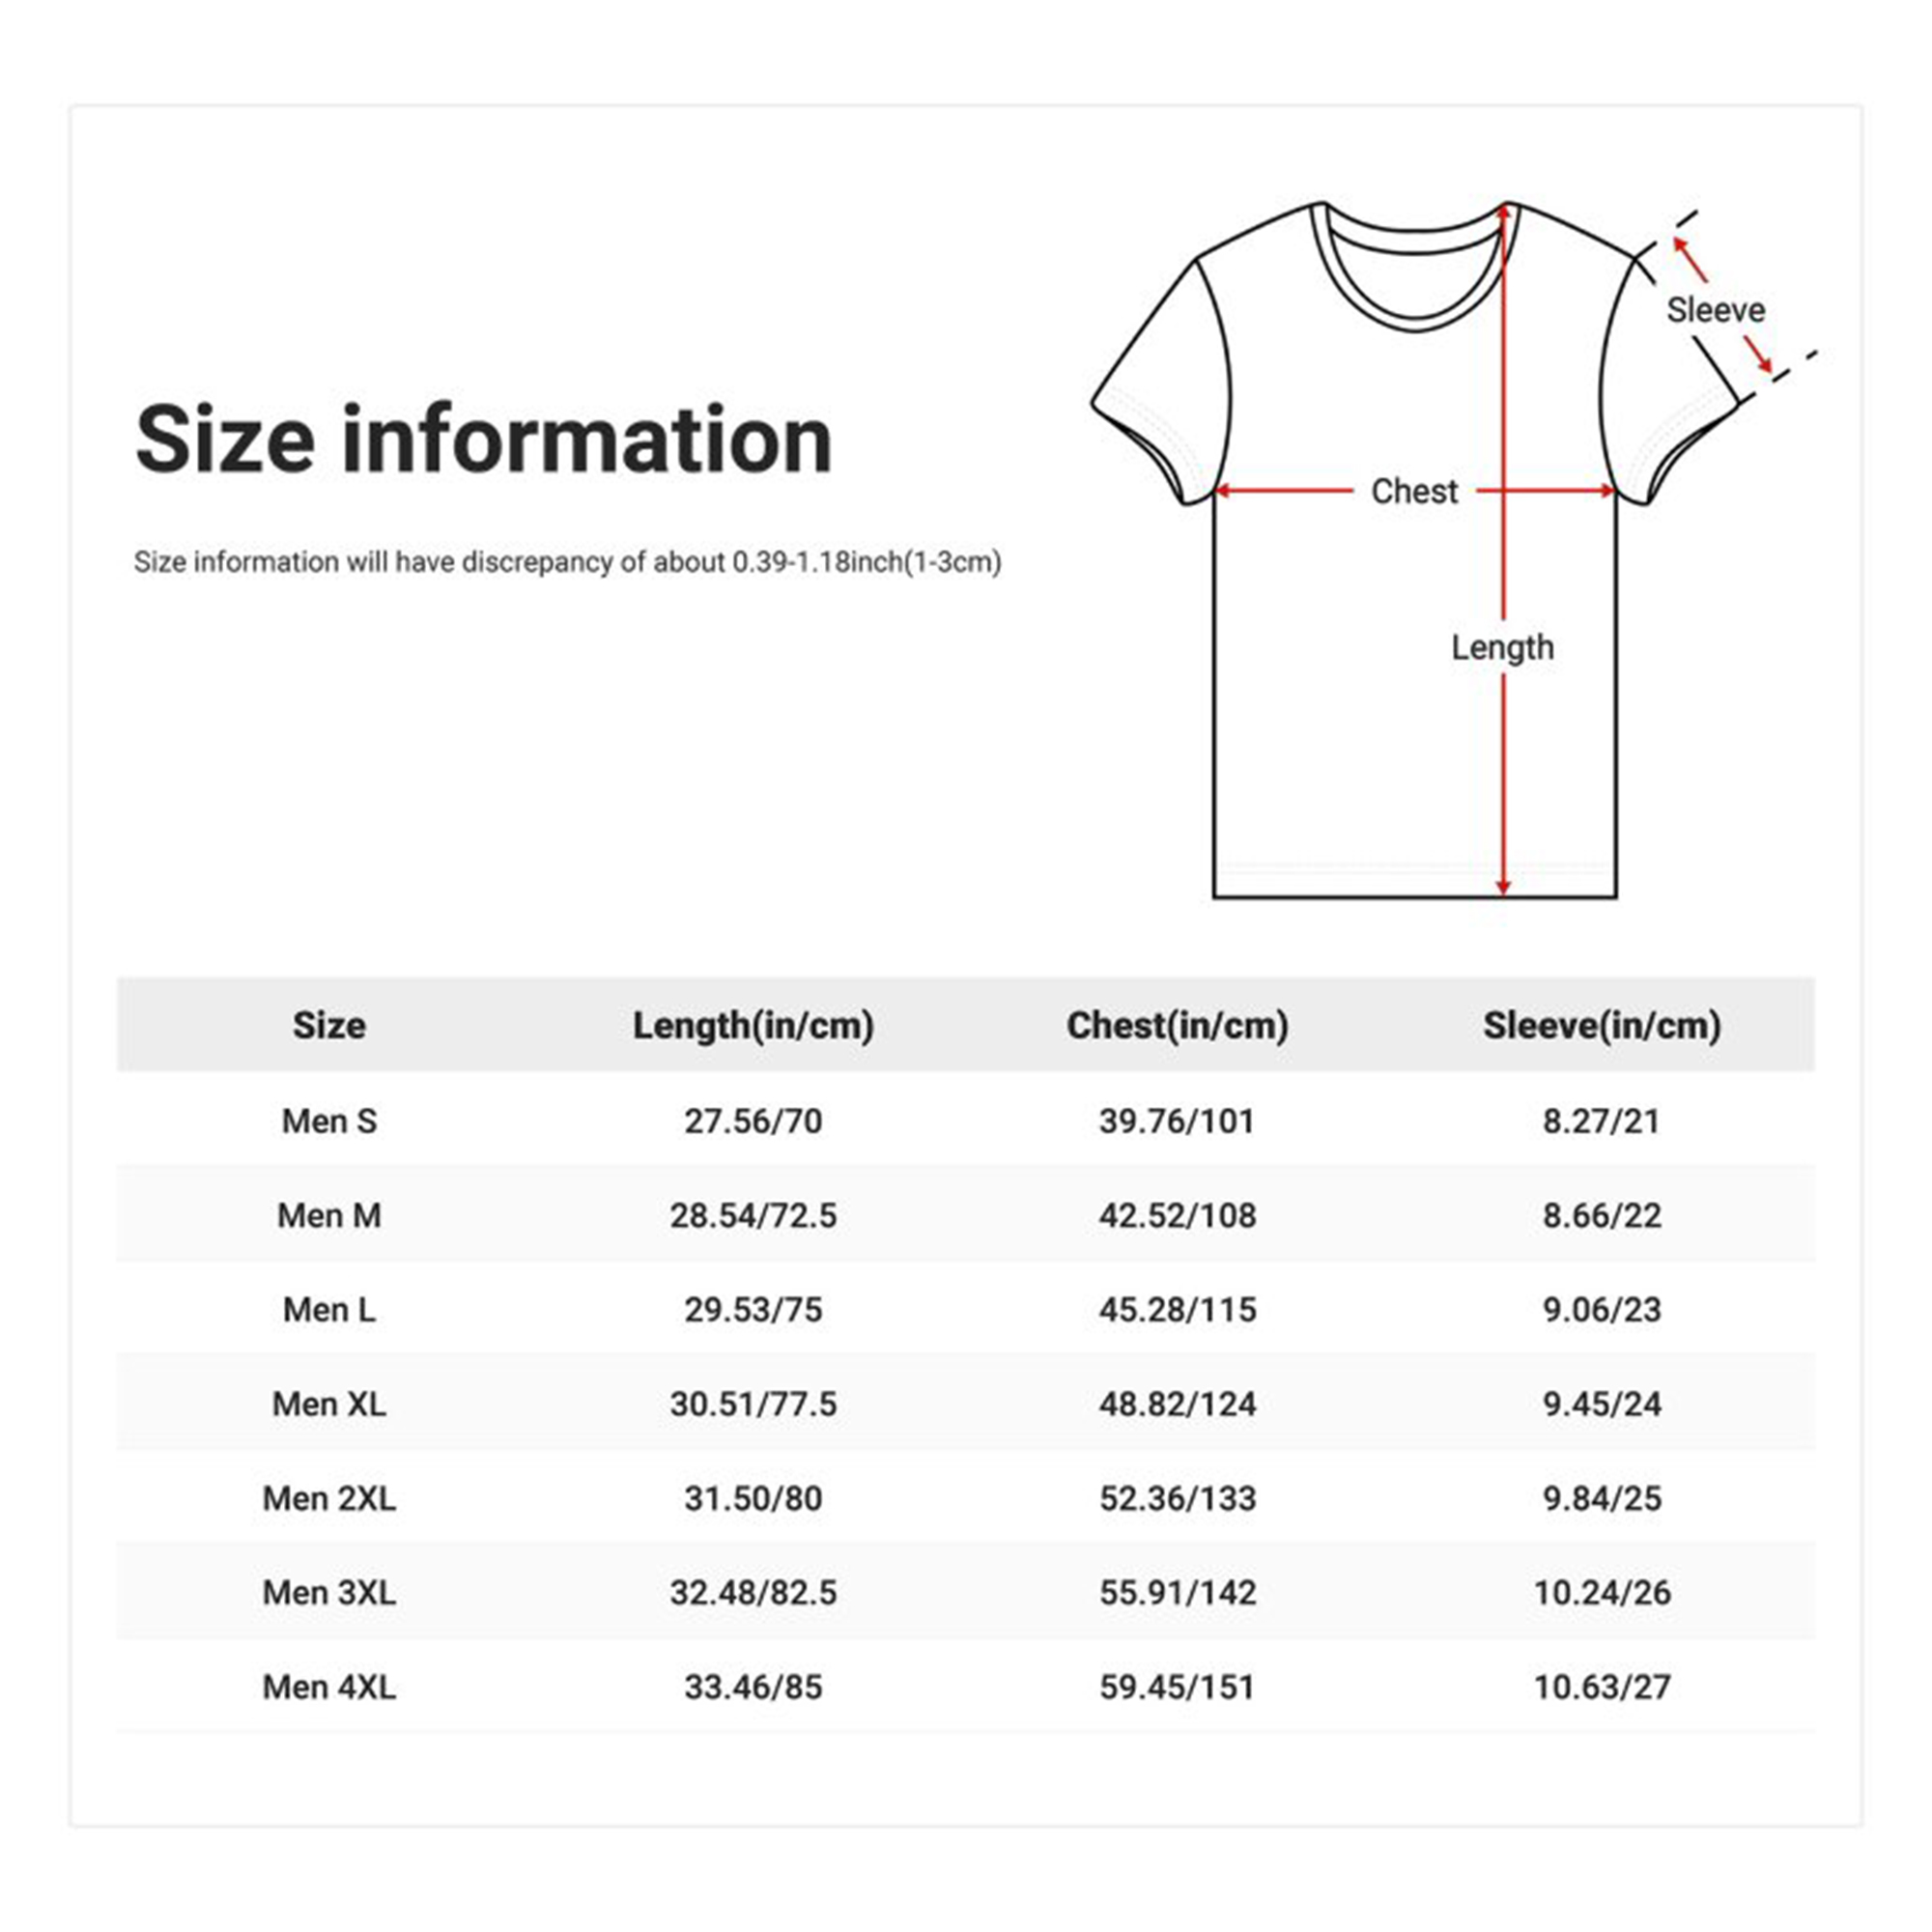 Size information
Size information will have discrepancy of about 0.39-1.18inch(1-3cm)
Sleeve
Chest
Length
Size Length(in/cm) Chest(in/cm) Sleeve(in/cm)
Men S 27.56/70 39.76/101 8.27/21
Men M 28.54/72.5 42.52/108 8.66/22
Men L 29.53/75 45.28/115 9.06/23
Men XL 30.51/77.5 48.82/124 9.45/24
Men 2XL 31.50/80 52.36/133 9.84/25
Men 3XL 32.48/82.5 55.91/142 10.24/26
Men 4XL 33.46/85 59.45/151 10.63/27